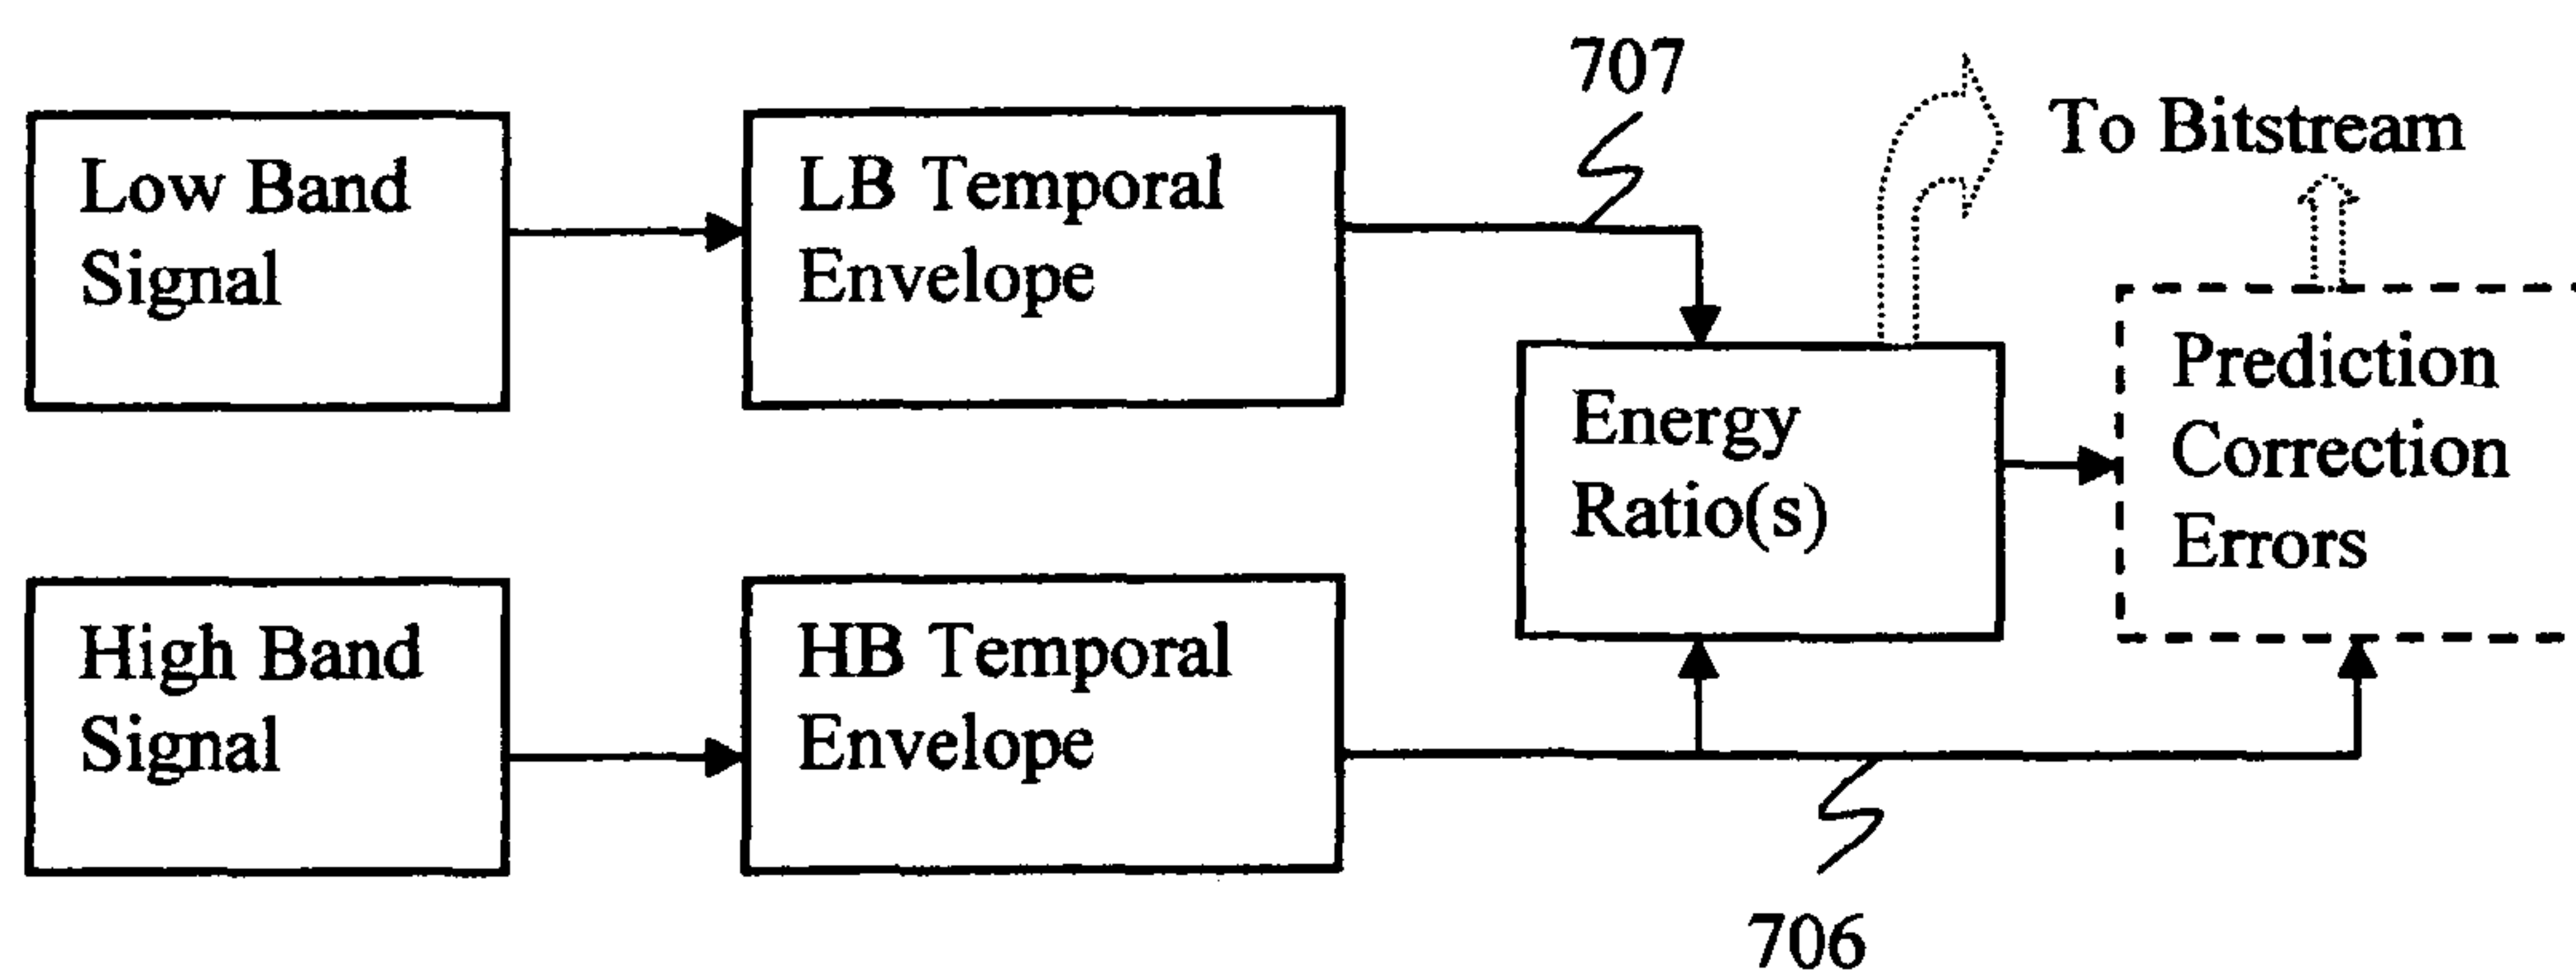 707
To Bitstream
Low Band
Signal
LB Temporal
Envelope
Energy
Ratio(s)
Prediction
Correction
Errors
High Band
Signal
HB Temporal
Envelope
706